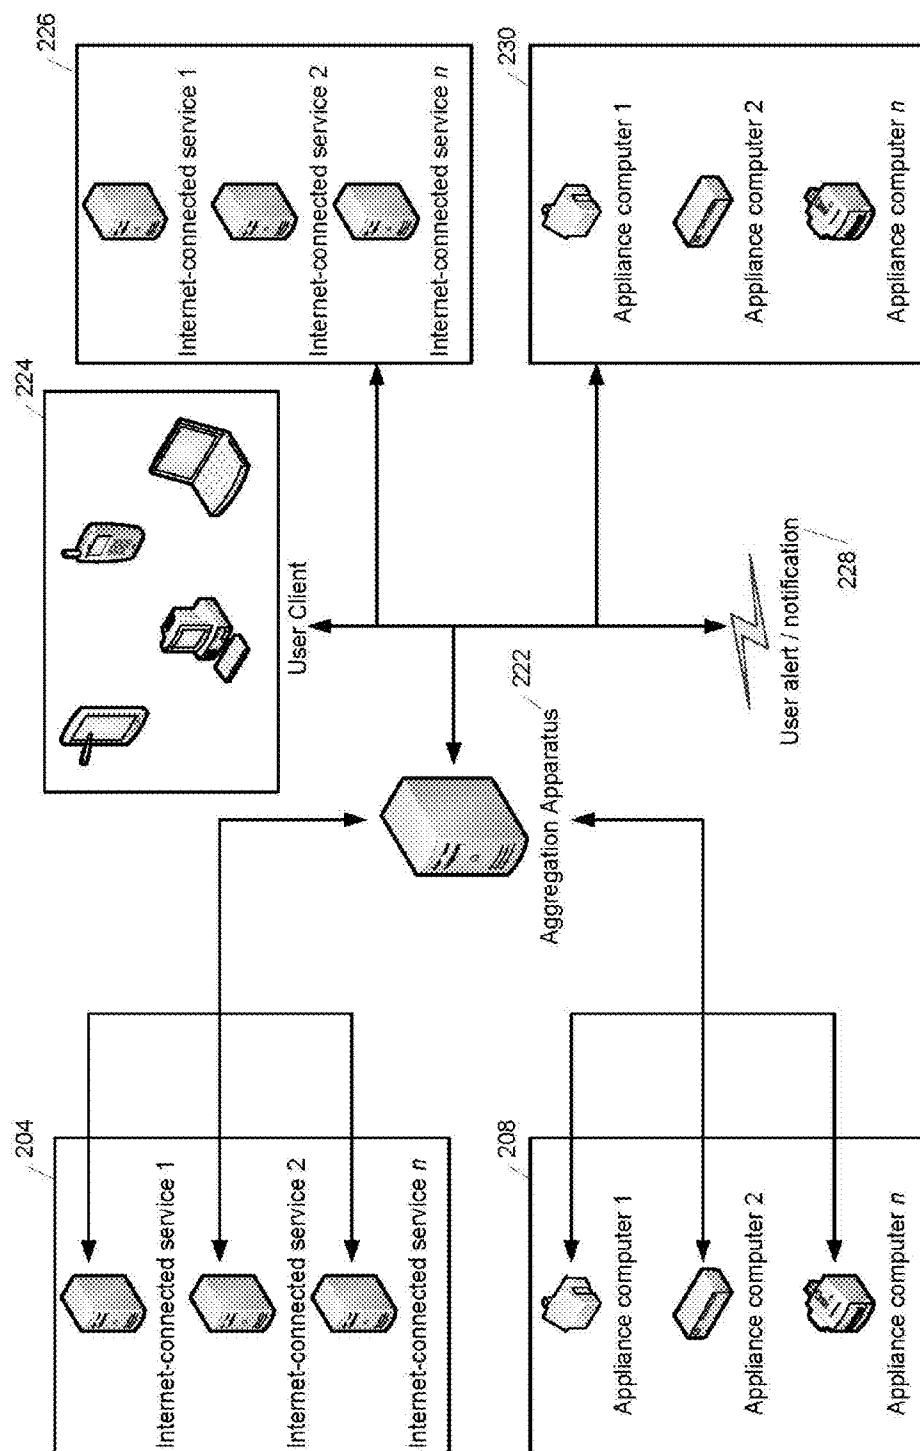 204
Internet-connected service 1
Internet-connected service 2
Internet-connected service n
208
Appliance computer 1
Appliance computer 2
Appliance computer n
Aggregation Apparatus
222
224
User Client
User alert / notification
228
226
Internet-connected service 1
Internet-connected service 2
Internet-connected service n
230
Appliance computer 1
Appliance computer 2
Appliance computer n